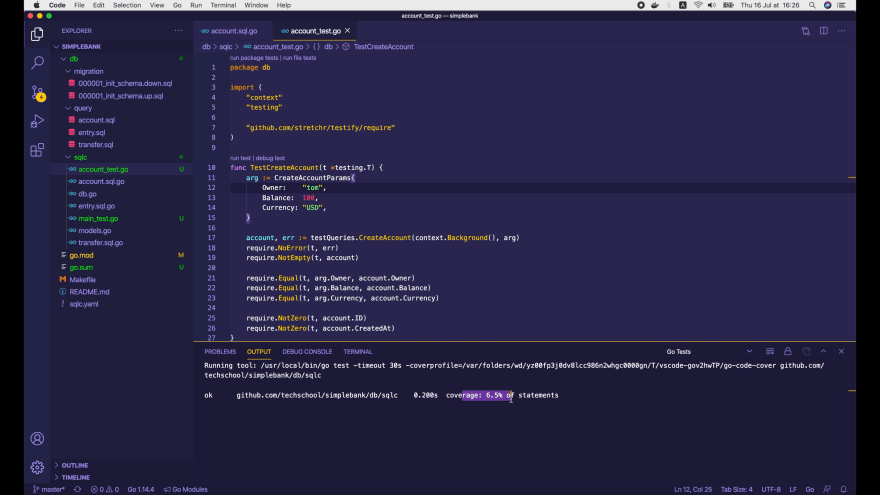 Code File Edit Selection View Go Run Terminal Window Help
A Thu 16 Jul at 16:26
account_test.go — simplebank
EXPLORER
SIMPLEBANK
db
migration
000001_init_schema.down.sql
000001_init_schema.up.sql
query
account.sql
entry.sql
transfer.sql
sqlc
account_test.go U
account.sql.go
db.go
entry.sql.go
main_test.go U
models.go
transfer.sql.go
go.mod M
go.sum U
Makefile
README.md
sqlc.yaml
OUTLINE
TIMELINE
account.sql.go account_test.go
db > sqlc > account_test.go > {} db > TestCreateAccount
run package tests | run file tests
1 package db
2
3 import (
4 "context"
5 "testing"
6
7 "github.com/stretchr/testify/require"
8 )
9
run test | debug test
10 func TestCreateAccount(t *testing.T) {
11 arg := CreateAccountParams{
12 Owner: "tom",
13 Balance: 100,
14 Currency: "USD",
15 }
16
17 account, err := testQueries.CreateAccount(context.Background(), arg)
18 require.NoError(t, err)
19 require.NotEmpty(t, account)
20
21 require.Equal(t, arg.Owner, account.Owner)
22 require.Equal(t, arg.Balance, account.Balance)
23 require.Equal(t, arg.Currency, account.Currency)
24
25 require.NotZero(t, account.ID)
26 require.NotZero(t, account.CreatedAt)
27 }
PROBLEMS OUTPUT DEBUG CONSOLE TERMINAL Go Tests
Running tool: /usr/local/bin/go test -timeout 30s -coverprofile=/var/folders/wd/yz00fp3j0dv8lcc986n2whgc0000gn/T/vscode-gov2hwTP/go-code-cover github.com/
techschool/simplebank/db/sqlc
ok github.com/techschool/simplebank/db/sqlc 0.200s coverage: 6.5% of statements
master* 0 0 Go 1.14.4 Go Modules Ln 12, Col 25 Tab Size: 4 UTF-8 LF Go